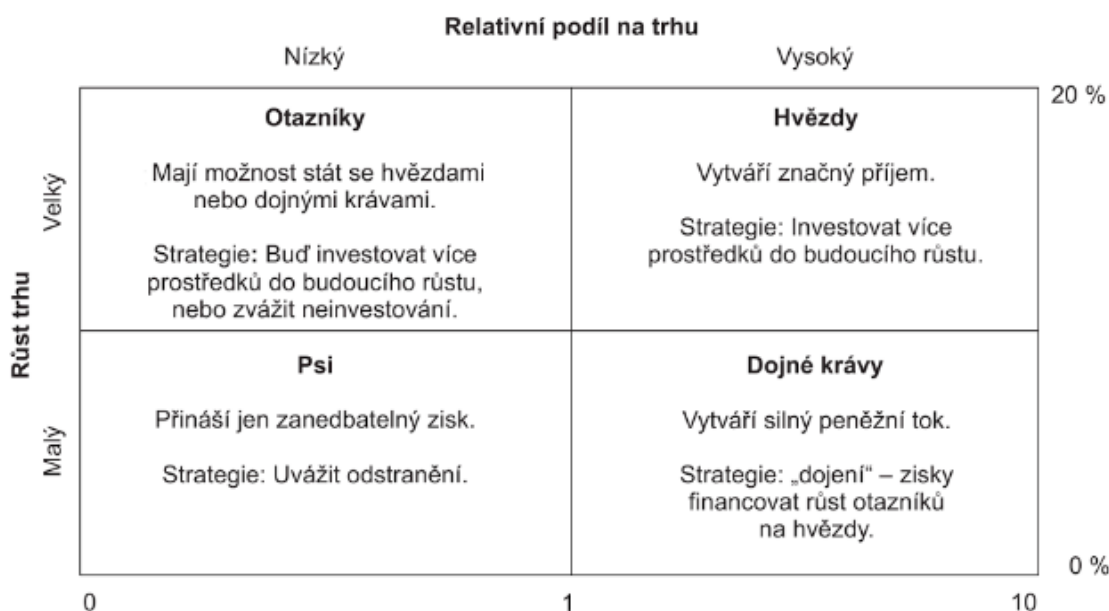 Relativní podíl na trhu
Nízký
Vysoký
20 %
Růst trhu
Velký
Otazníky
Mají možnost stát se hvězdami
nebo dojnými krávami.
Strategie: Buď investovat více
prostředků do budoucího růstu,
nebo zvážit neinvestování.
Hvězdy
Vytváří značný příjem.
Strategie: Investovat více
prostředků do budoucího růstu.
Malý
Psi
Přináší jen zanedbatelný zisk.
Strategie: Uvážit odstranění.
Dojné krávy
Vytváří silný peněžní tok.
Strategie: „dojení“ – zisky
financovat růst otazníků
na hvězdy.
0 %
0
1
10